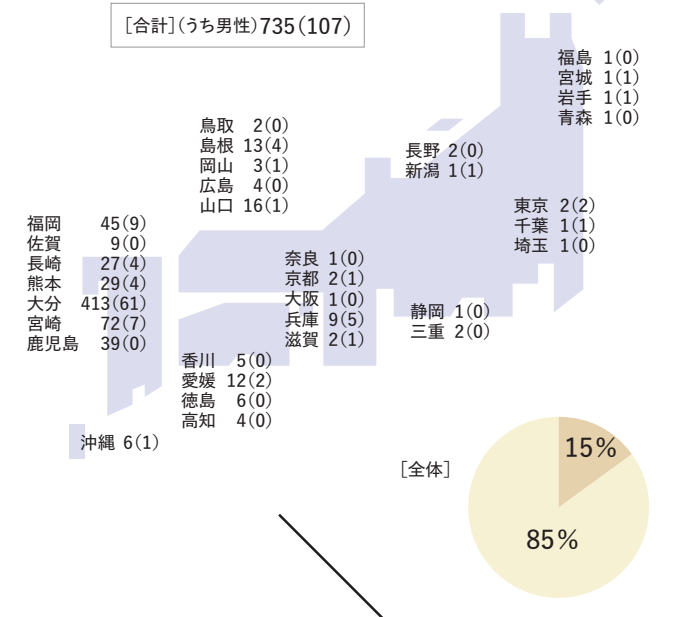 [合計](うち男性)735(107)
福島 1(0)
宮城 1(1)
岩手 1(1)
青森 1(0)
鳥取 2(0)
島根 13(4)
岡山 3(1)
広島 4(0)
山口 16(1)
長野 2(0)
新潟 1(1)
東京 2(2)
千葉 1(1)
埼玉 1(0)
福岡 45(9)
佐賀 9(0)
長崎 27(4)
熊本 29(4)
大分 413(61)
宮崎 72(7)
鹿児島 39(0)
奈良 1(0)
京都 2(1)
大阪 1(0)
兵庫 9(5)
滋賀 2(1)
静岡 1(0)
三重 2(0)
香川 5(0)
愛媛 12(2)
徳島 6(0)
高知 4(0)
沖縄 6(1)
[全体]
15%
85%